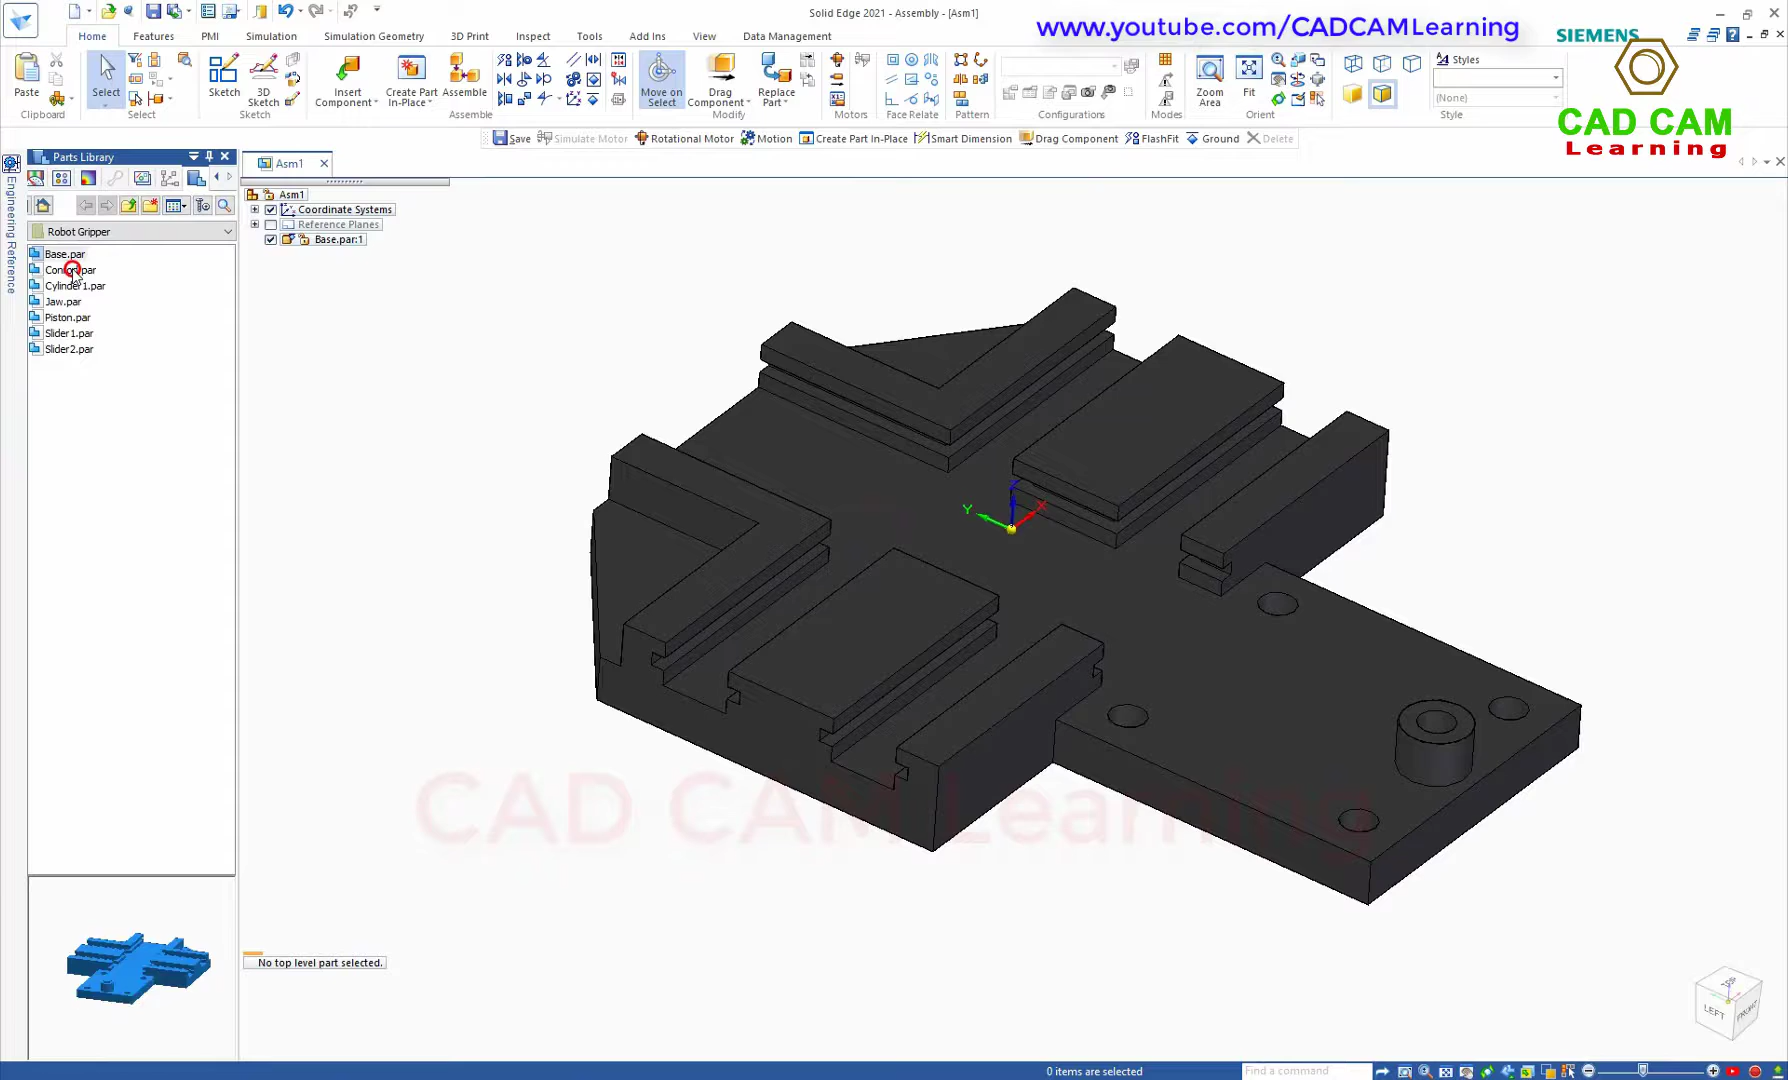 Solid Edge 2021 - Assembly - [Asm1]
www.youtube.com/CADCAMLearning
SIEMENS
Home
Features
PMI
Simulation
Simulation Geometry
3D Print
Inspect
Tools
Add Ins
View
Data Management
Paste
Clipboard
Select
Select
Sketch
3D Sketch
Sketch
Insert Component
Create Part In-Place
Assemble
Assemble
Move on Select
Drag Component
Replace Part
Modify
Motors
Face Relate
Pattern
Configurations
Modes
Zoom Area
Fit
Orient
Styles
(None)
Style
CAD CAM
Learning
Save
Simulate Motor
Rotational Motor
Motion
Create Part In-Place
Smart Dimension
Drag Component
FlashFit
Ground
Delete
Parts Library
Asm1
Engineering Reference
Robot Gripper
Base.par
Cylinder1.par
Jaw.par
Piston.par
Slider1.par
Slider2.par
Asm1
Coordinate Systems
Reference Planes
Base.par:1
Z
X
Y
CAD CAM Learning
No top level part selected.
TOP
LEFT
FRONT
0 items are selected
Find a command